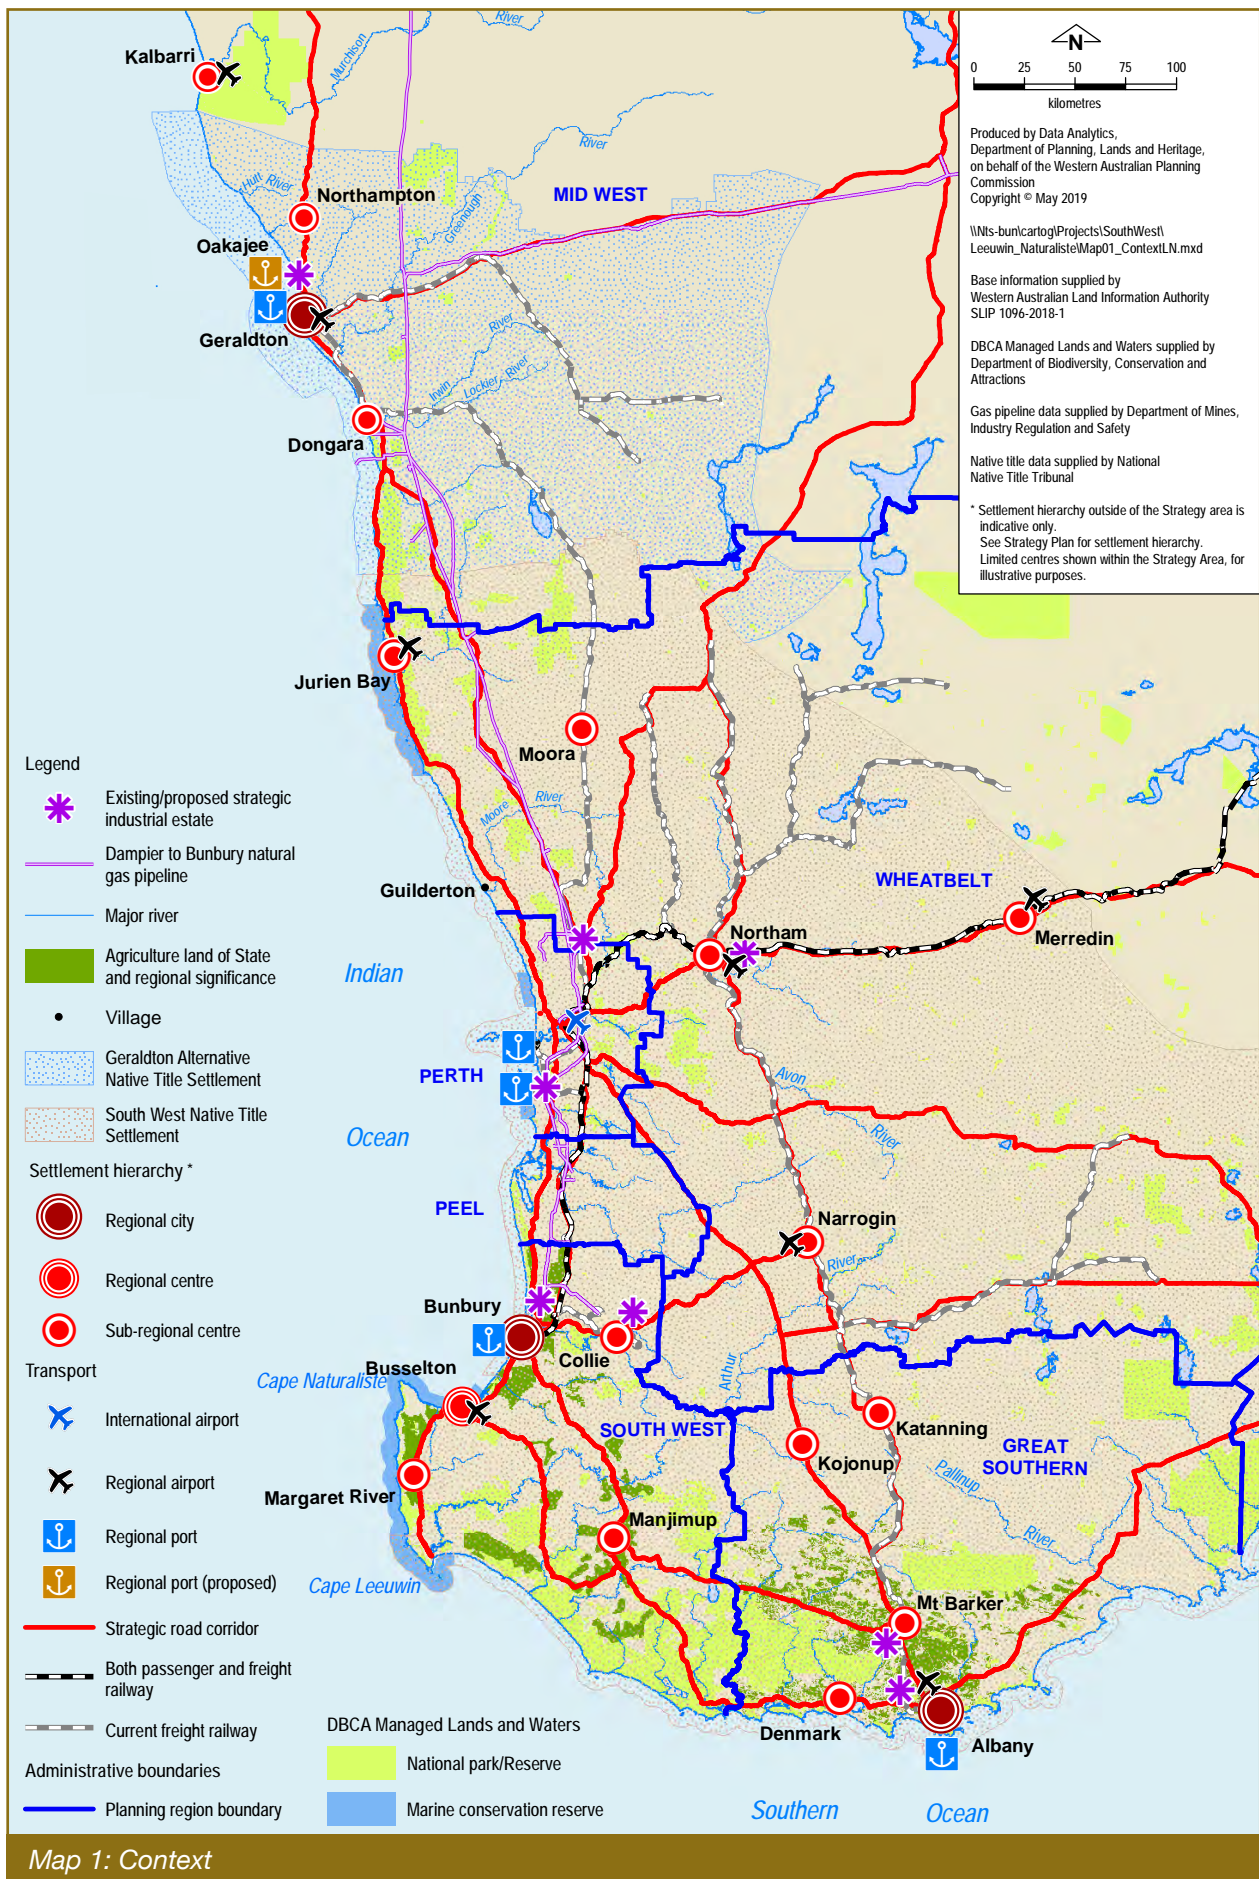 Kalbarri
River
Murchison
River
Hutt River
Northampton
Greenough
MID WEST
Oakajee
Geraldton
River
Irwin
Lockier River
Dongara
N
0 25 50 75 100
kilometres
Produced by Data Analytics,
Department of Planning, Lands and Heritage,
on behalf of the Western Australian Planning
Commission
Copyright © May 2019
\\Nts-bun\cartog\Projects\SouthWest\
Leeuwin_Naturaliste\Map01_ContextLN.mxd
Base information supplied by
Western Australian Land Information Authority
SLIP 1096-2018-1
DBCA Managed Lands and Waters supplied by
Department of Biodiversity, Conservation and
Attractions
Gas pipeline data supplied by Department of Mines,
Industry Regulation and Safety
Native title data supplied by National
Native Title Tribunal
* Settlement hierarchy outside of the Strategy area is
indicative only.
See Strategy Plan for settlement hierarchy.
Limited centres shown within the Strategy Area, for
illustrative purposes.
Jurien Bay
Moora
Moore River
Guilderton
WHEATBELT
Northam
Merredin
Indian
PERTH
Avon
River
Ocean
PEEL
Narrogin
River
Bunbury
Collie
Busselton
Cape Naturaliste
Arthur
SOUTH WEST
Katanning
Kojonup
GREAT
SOUTHERN
Pallinup
River
Margaret River
Manjimup
Cape Leeuwin
Mt Barker
Denmark
Albany
Southern Ocean
Legend
Existing/proposed strategic
industrial estate
Dampier to Bunbury natural
gas pipeline
Major river
Agriculture land of State
and regional significance
Village
Geraldton Alternative
Native Title Settlement
South West Native Title
Settlement
Settlement hierarchy *
Regional city
Regional centre
Sub-regional centre
Transport
International airport
Regional airport
Regional port
Regional port (proposed)
Strategic road corridor
Both passenger and freight
railway
Current freight railway
Administrative boundaries
Planning region boundary
DBCA Managed Lands and Waters
National park/Reserve
Marine conservation reserve
Map 1: Context